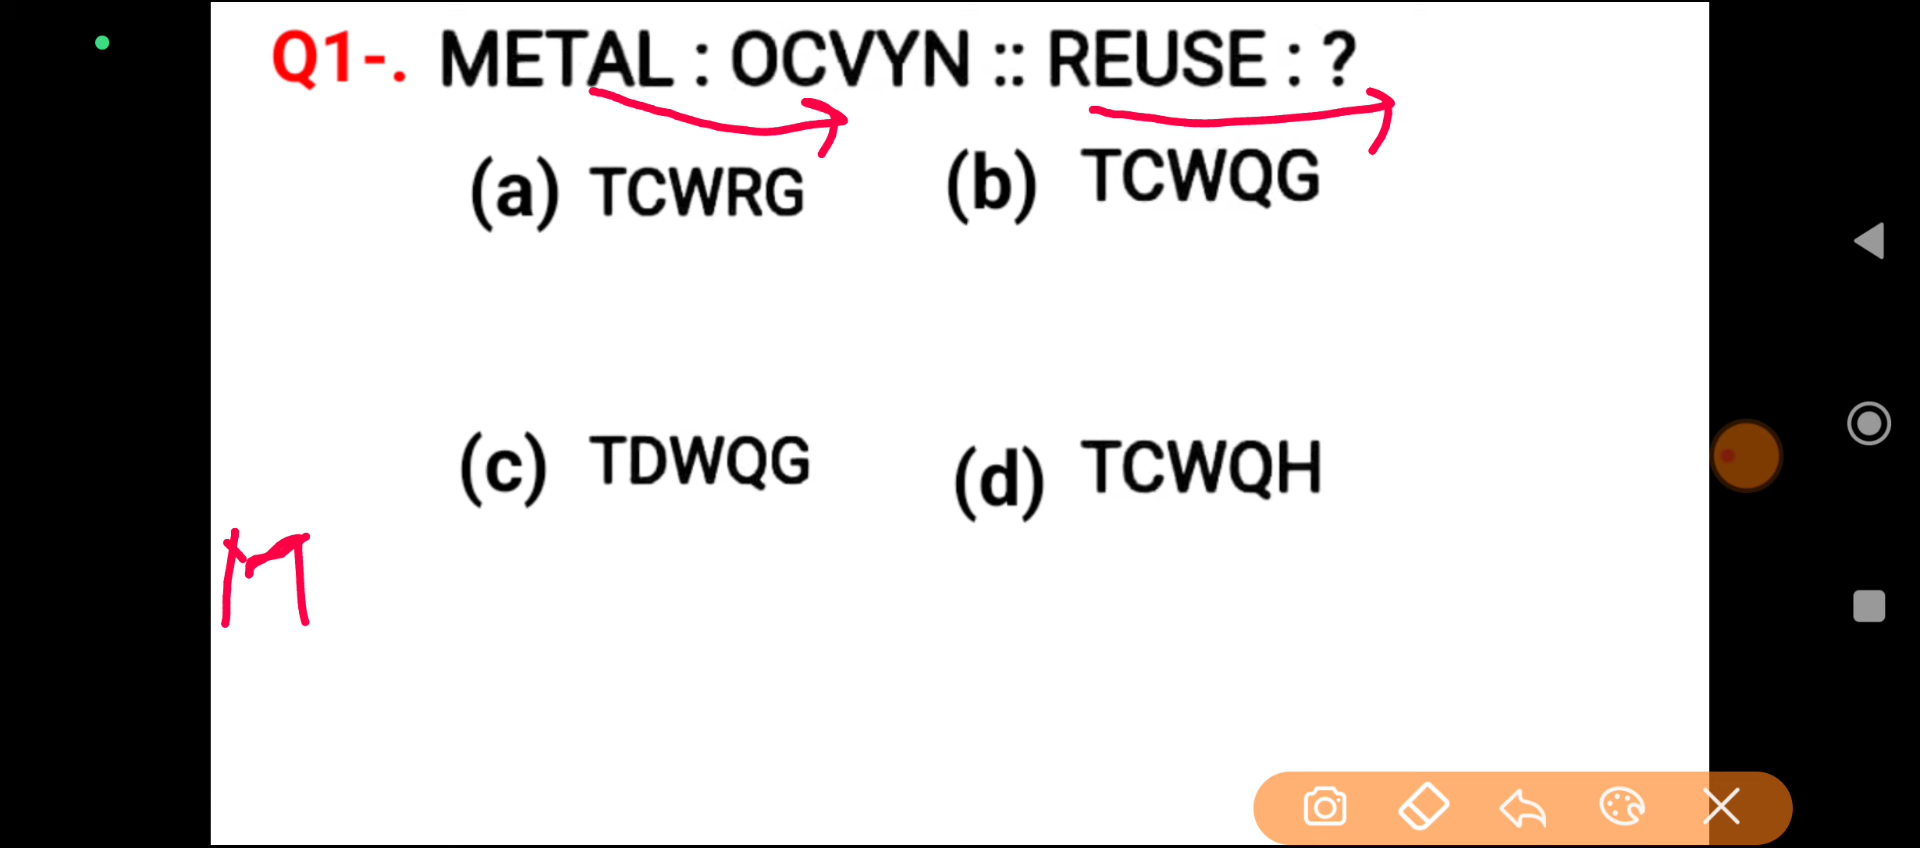 Q1-. METAL : OCVYN :: REUSE : ?
(a) TCWRG (b) TCWQG
(c) TDWQG (d) TCWQH
M